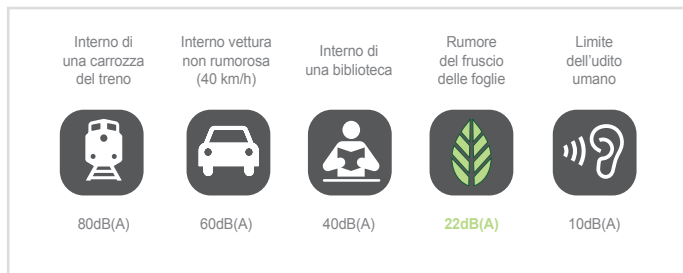 Interno di
una carrozza
del treno
Interno vettura
non rumorosa
(40 km/h)
Interno di
una biblioteca
Rumore
del fruscio
delle foglie
Limite
dell'udito
umano
80dB(A)
60dB(A)
40dB(A)
22dB(A)
10dB(A)